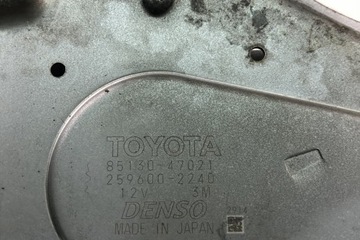 TOYOTA
85130-47021
259600-2240
12V 3M
DENSO
MADE IN JAPAN